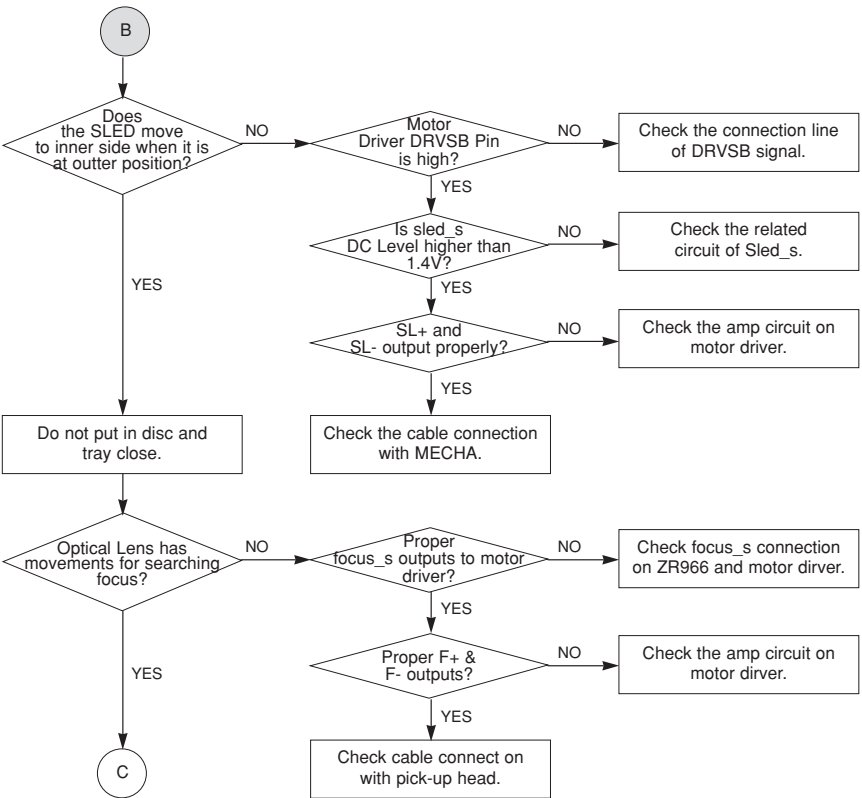 B
Does
the SLED move
to inner side when it is
at outter position?
NO
Motor
Driver DRVSB Pin
is high?
NO
Check the connection line
of DRVSB signal.
YES
Is sled_s
DC Level higher than
1.4V?
NO
Check the related
circuit of Sled_s.
YES
YES
SL+ and
SL- output properly?
NO
Check the amp circuit on
motor driver.
YES
Do not put in disc and
tray close.
Check the cable connection
with MECHA.
Optical Lens has
movements for searching
focus?
NO
Proper
focus_s outputs to motor
driver?
NO
Check focus_s connection
on ZR966 and motor dirver.
YES
Proper F+ &
F- outputs?
NO
Check the amp circuit on
motor dirver.
YES
YES
Check cable connect on
with pick-up head.
C